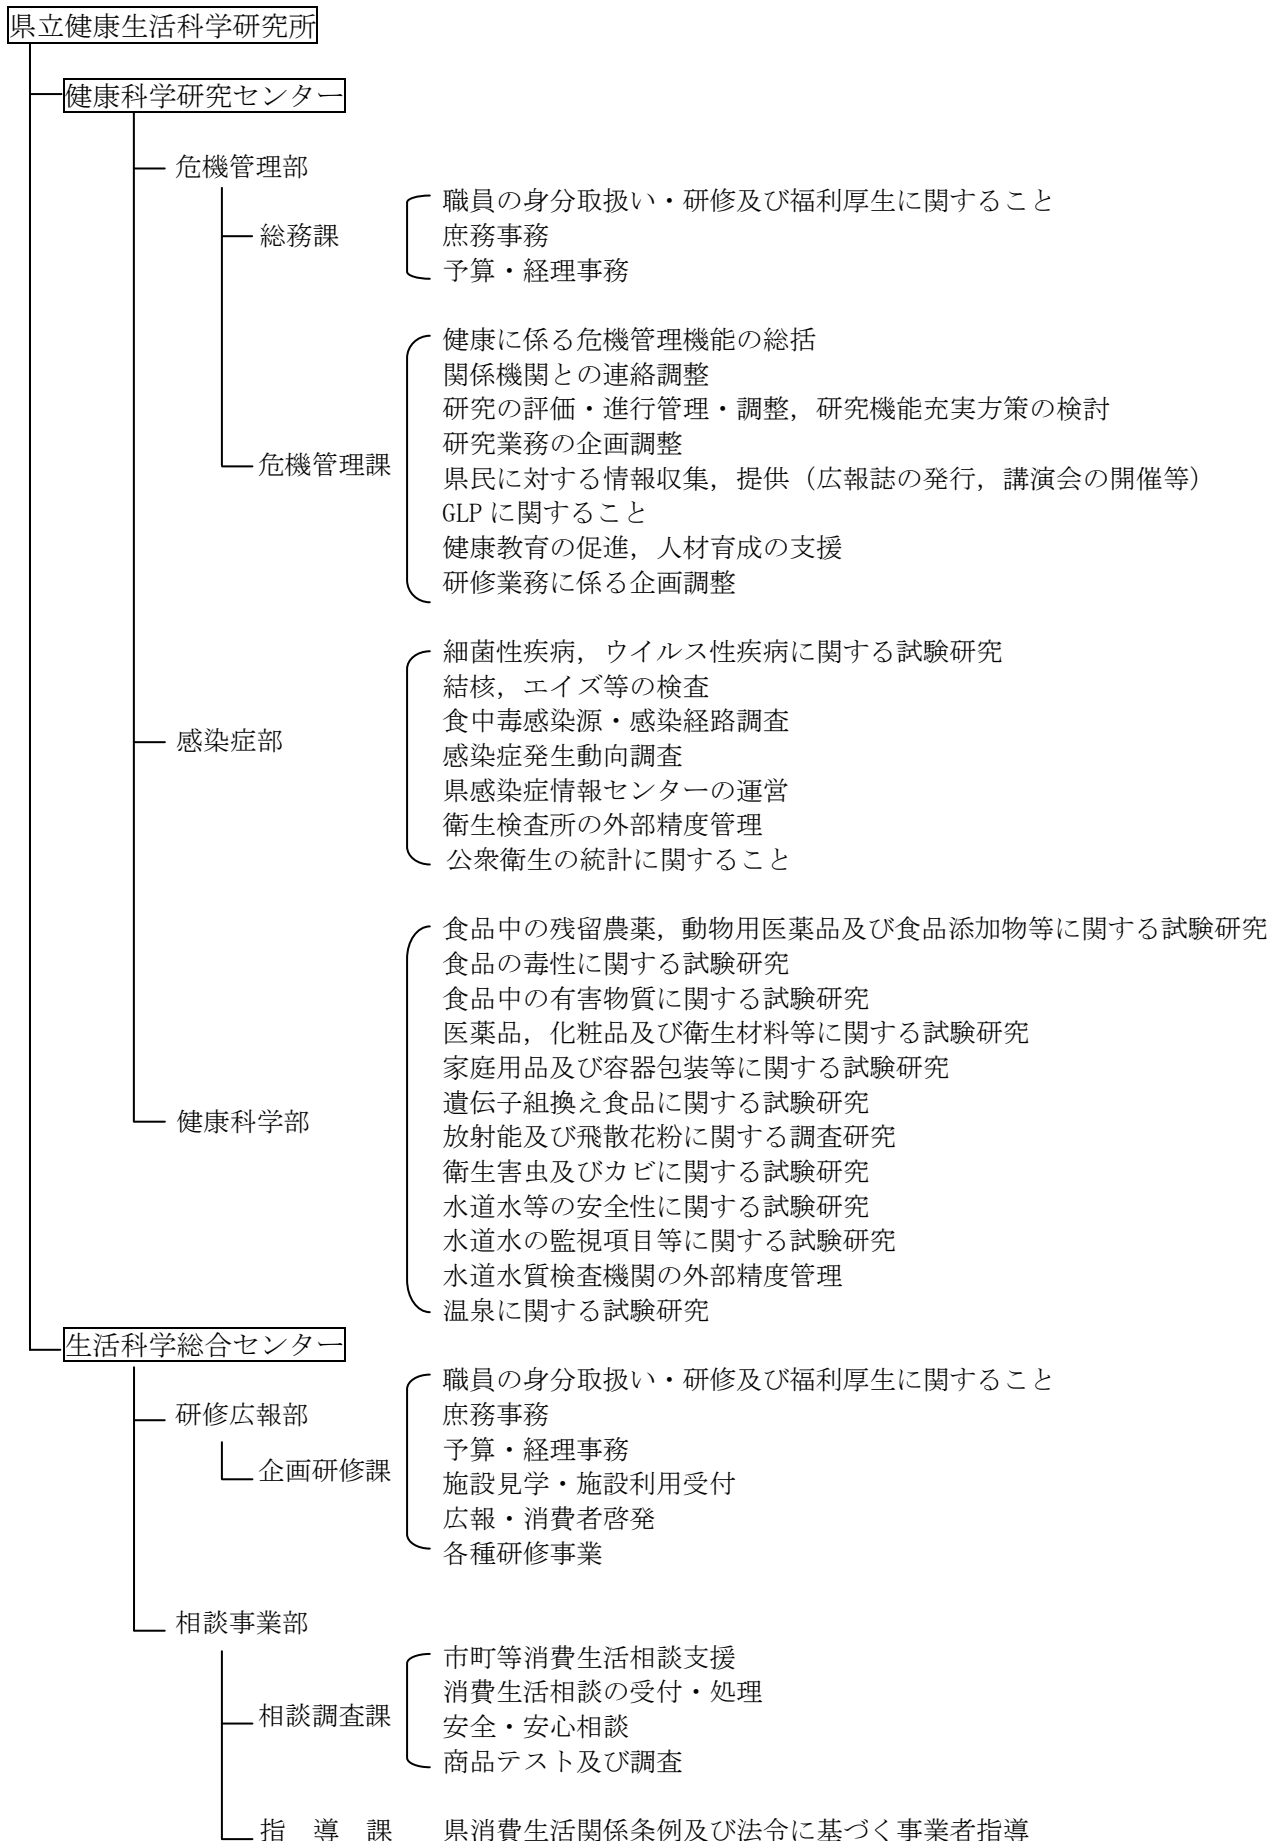 県立健康生活科学研究所
健康科学研究センター
危機管理部
総務課
職員の身分取扱い・研修及び福利厚生に関すること
庶務事務
予算・経理事務
危機管理課
健康に係る危機管理機能の総括
関係機関との連絡調整
研究の評価・進行管理・調整，研究機能充実方策の検討
研究業務の企画調整
県民に対する情報収集，提供（広報誌の発行，講演会の開催等）
GLPに関すること
健康教育の促進，人材育成の支援
研修業務に係る企画調整
感染症部
細菌性疾病，ウイルス性疾病に関する試験研究
結核，エイズ等の検査
食中毒感染源・感染経路調査
感染症発生動向調査
県感染症情報センターの運営
衛生検査所の外部精度管理
公衆衛生の統計に関すること
健康科学部
食品中の残留農薬，動物用医薬品及び食品添加物等に関する試験研究
食品の毒性に関する試験研究
食品中の有害物質に関する試験研究
医薬品，化粧品及び衛生材料等に関する試験研究
家庭用品及び容器包装等に関する試験研究
遺伝子組換え食品に関する試験研究
放射能及び飛散花粉に関する調査研究
衛生害虫及びカビに関する試験研究
水道水等の安全性に関する試験研究
水道水の監視項目等に関する試験研究
水道水質検査機関の外部精度管理
温泉に関する試験研究
生活科学総合センター
研修広報部
企画研修課
職員の身分取扱い・研修及び福利厚生に関すること
庶務事務
予算・経理事務
施設見学・施設利用受付
広報・消費者啓発
各種研修事業
相談事業部
相談調査課
市町等消費生活相談支援
消費生活相談の受付・処理
安全・安心相談
商品テスト及び調査
指　導　課
県消費生活関係条例及び法令に基づく事業者指導